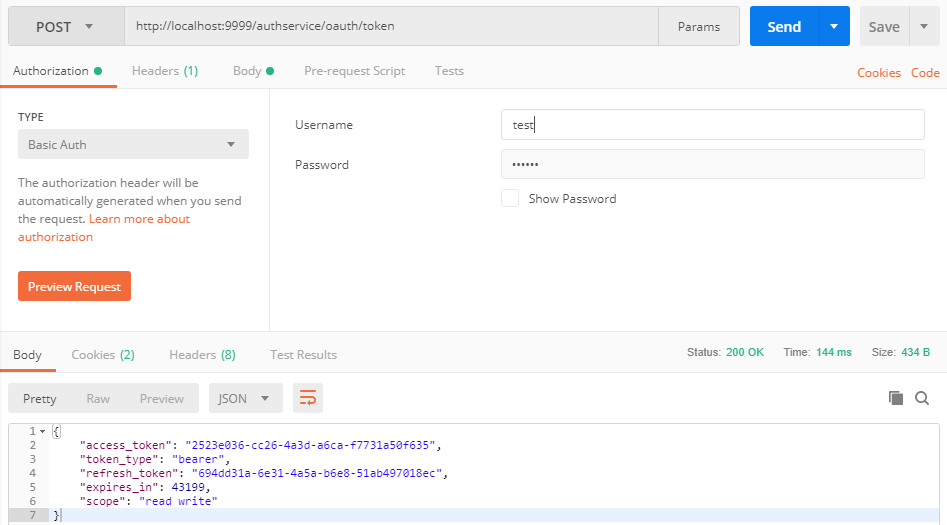 POST http://localhost:9999/authservice/oauth/token Params Send Save
Authorization Headers (1) Body Pre-request Script Tests Cookies Code
TYPE
Basic Auth
The authorization header will be
automatically generated when you send
the request. Learn more about
authorization
Preview Request
Username test
Password ••••••
Show Password
Body Cookies (2) Headers (8) Test Results Status: 200 OK Time: 144 ms Size: 434 B
Pretty Raw Preview JSON
1 {
2 "access_token": "2523e036-cc26-4a3d-a6ca-f7731a50f635",
3 "token_type": "bearer",
4 "refresh_token": "694dd31a-6e31-4a5a-b6e8-51ab497018ec",
5 "expires_in": 43199,
6 "scope": "read write"
7 }